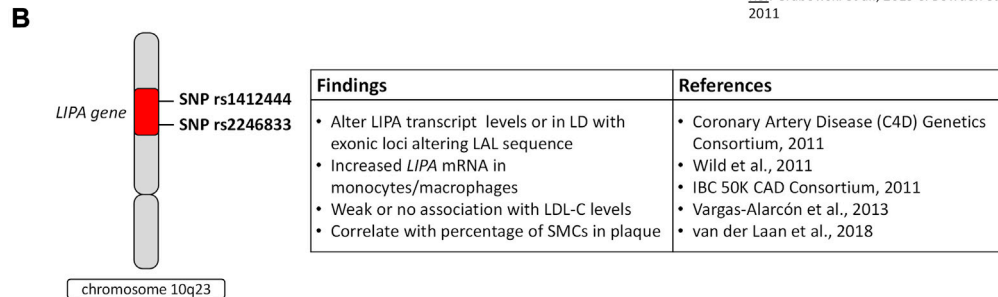 2011
B
LIPA gene
SNP rs1412444
SNP rs2246833
chromosome 10q23
Findings
• Alter LIPA transcript levels or in LD with
exonic loci altering LAL sequence
• Increased LIPA mRNA in
monocytes/macrophages
• Weak or no association with LDL-C levels
• Correlate with percentage of SMCs in plaque
References
• Coronary Artery Disease (C4D) Genetics
Consortium, 2011
• Wild et al., 2011
• IBC 50K CAD Consortium, 2011
• Vargas-Alarcón et al., 2013
• van der Laan et al., 2018